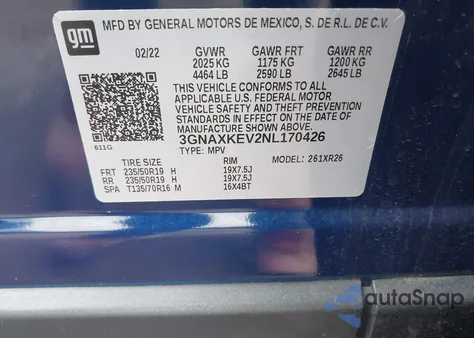 gm MFD BY GENERAL MOTORS DE MEXICO, S. DE R.L. DE C.V.
02/22 GVWR GAWR FRT GAWR RR
2025 KG 1175 KG 1200 KG
4464 LB 2590 LB 2645 LB
THIS VEHICLE CONFORMS TO ALL
APPLICABLE U.S. FEDERAL MOTOR
VEHICLE SAFETY AND THEFT PREVENTION
STANDARDS IN EFFECT ON THE DATE OF
MANUFACTURE SHOWN ABOVE.
611G 3GNAXKEV2NL170426
TYPE: MPV MODEL: 261XR26
TIRE SIZE RIM
FRT 235/50R19 H 19X7.5J
RR 235/50R19 H 19X7.5J
SPA T135/70R16 M 16X4BT
autaSnap